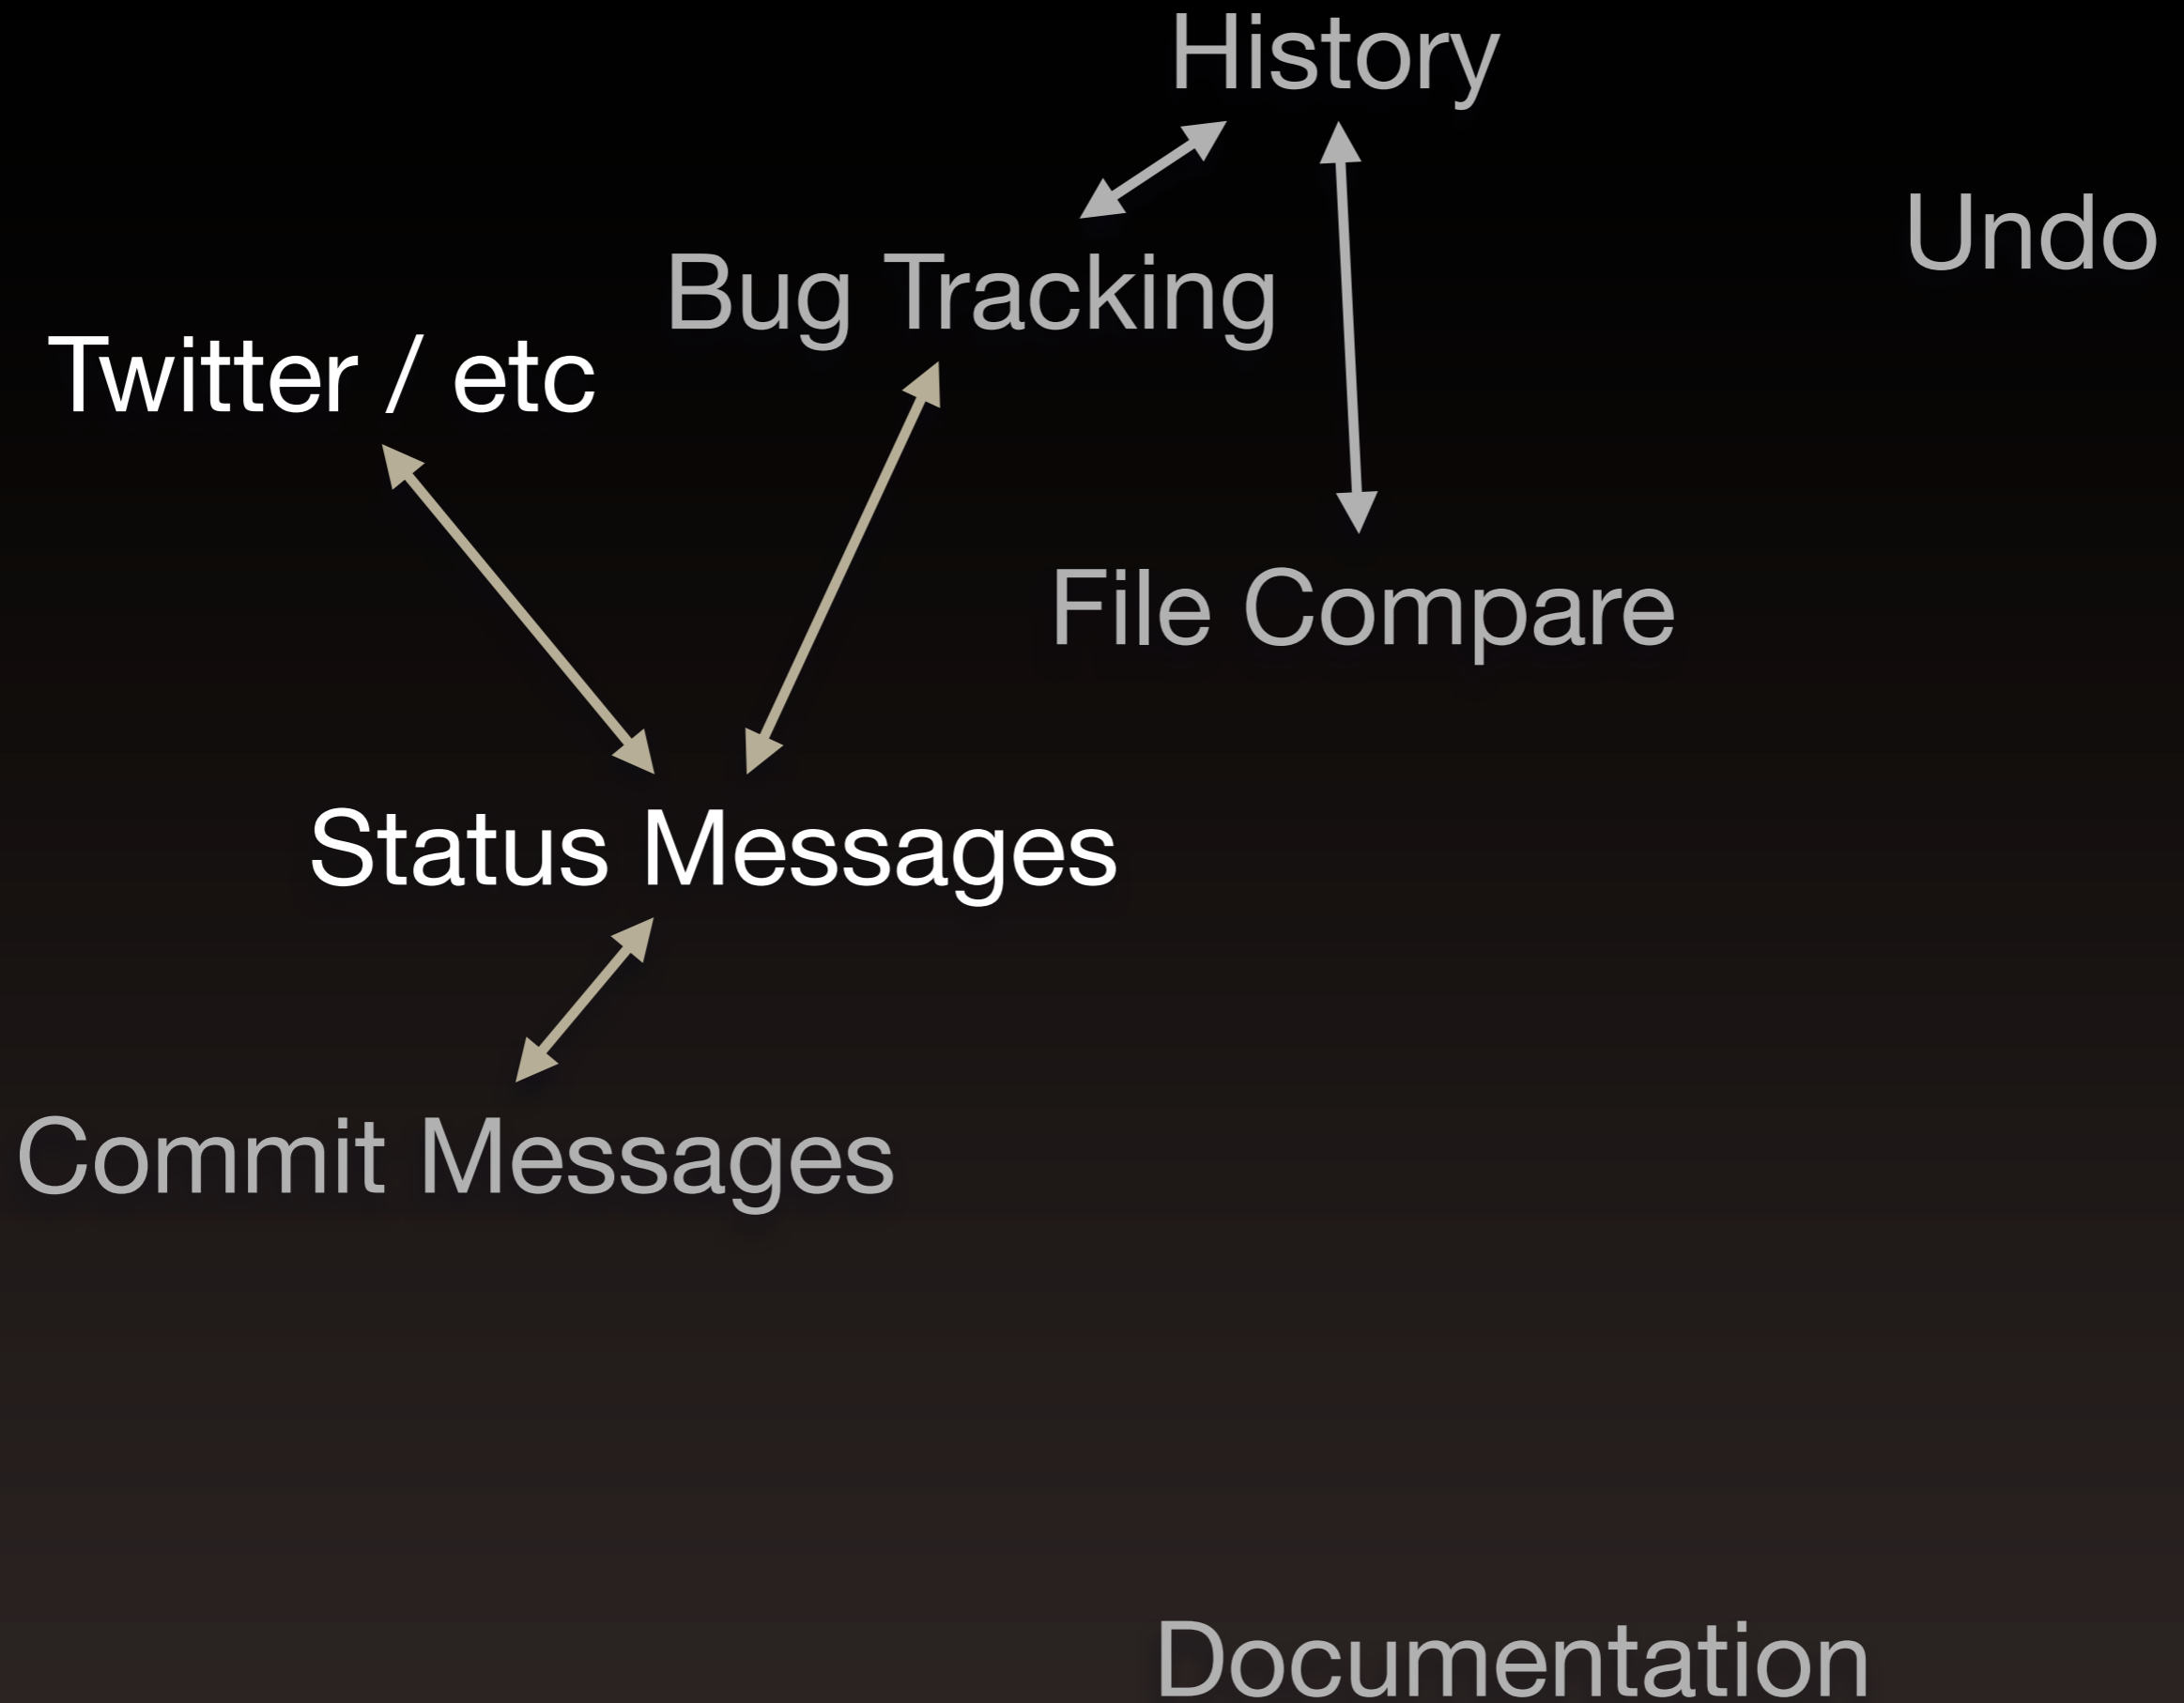 History
Undo
Bug Tracking
Twitter / etc
File Compare
Status Messages
Commit Messages
Documentation